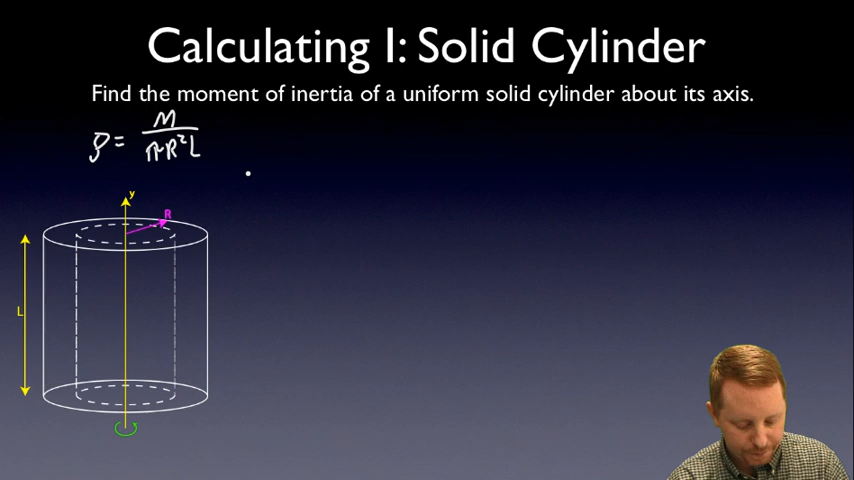 Calculating I: Solid Cylinder
Find the moment of inertia of a uniform solid cylinder about its axis.
ρ = M / πR²L
y
R
L